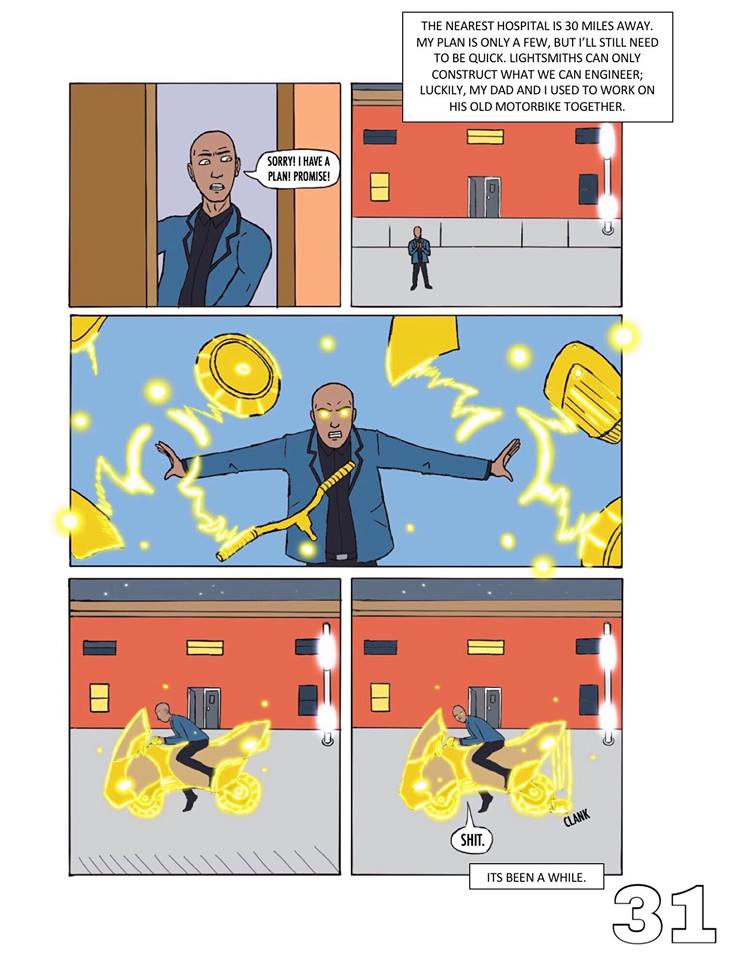 THE NEAREST HOSPITAL IS 30 MILES AWAY.
MY PLAN IS ONLY A FEW, BUT I'LL STILL NEED
TO BE QUICK. LIGHTSMITHS CAN ONLY
CONSTRUCT WHAT WE CAN ENGINEER;
LUCKILY, MY DAD AND I USED TO WORK ON
HIS OLD MOTORBIKE TOGETHER.
SORRY! I HAVE A
PLAN! PROMISE!
SHIT.
CLANK
ITS BEEN A WHILE.
31